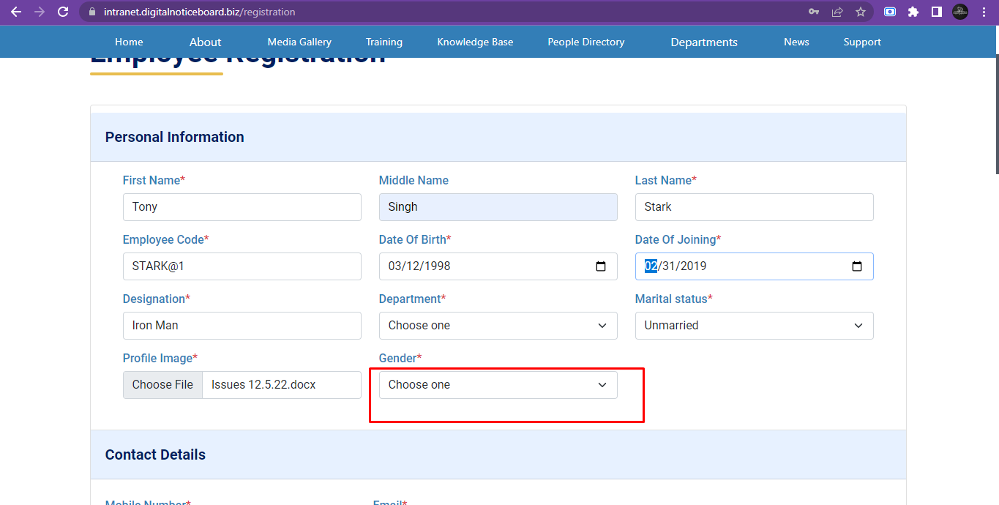 intranet.digitalnoticeboard.biz/registration
Home About Media Gallery Training Knowledge Base People Directory Departments News Support
Employee Registration
Personal Information
First Name* Middle Name Last Name*
Tony Singh Stark
Employee Code* Date Of Birth* Date Of Joining*
STARK@1 03/12/1998 02/31/2019
Designation* Department* Marital status*
Iron Man Choose one Unmarried
Profile Image* Gender*
Choose File Issues 12.5.22.docx Choose one
Contact Details
Mobile Number* Email*